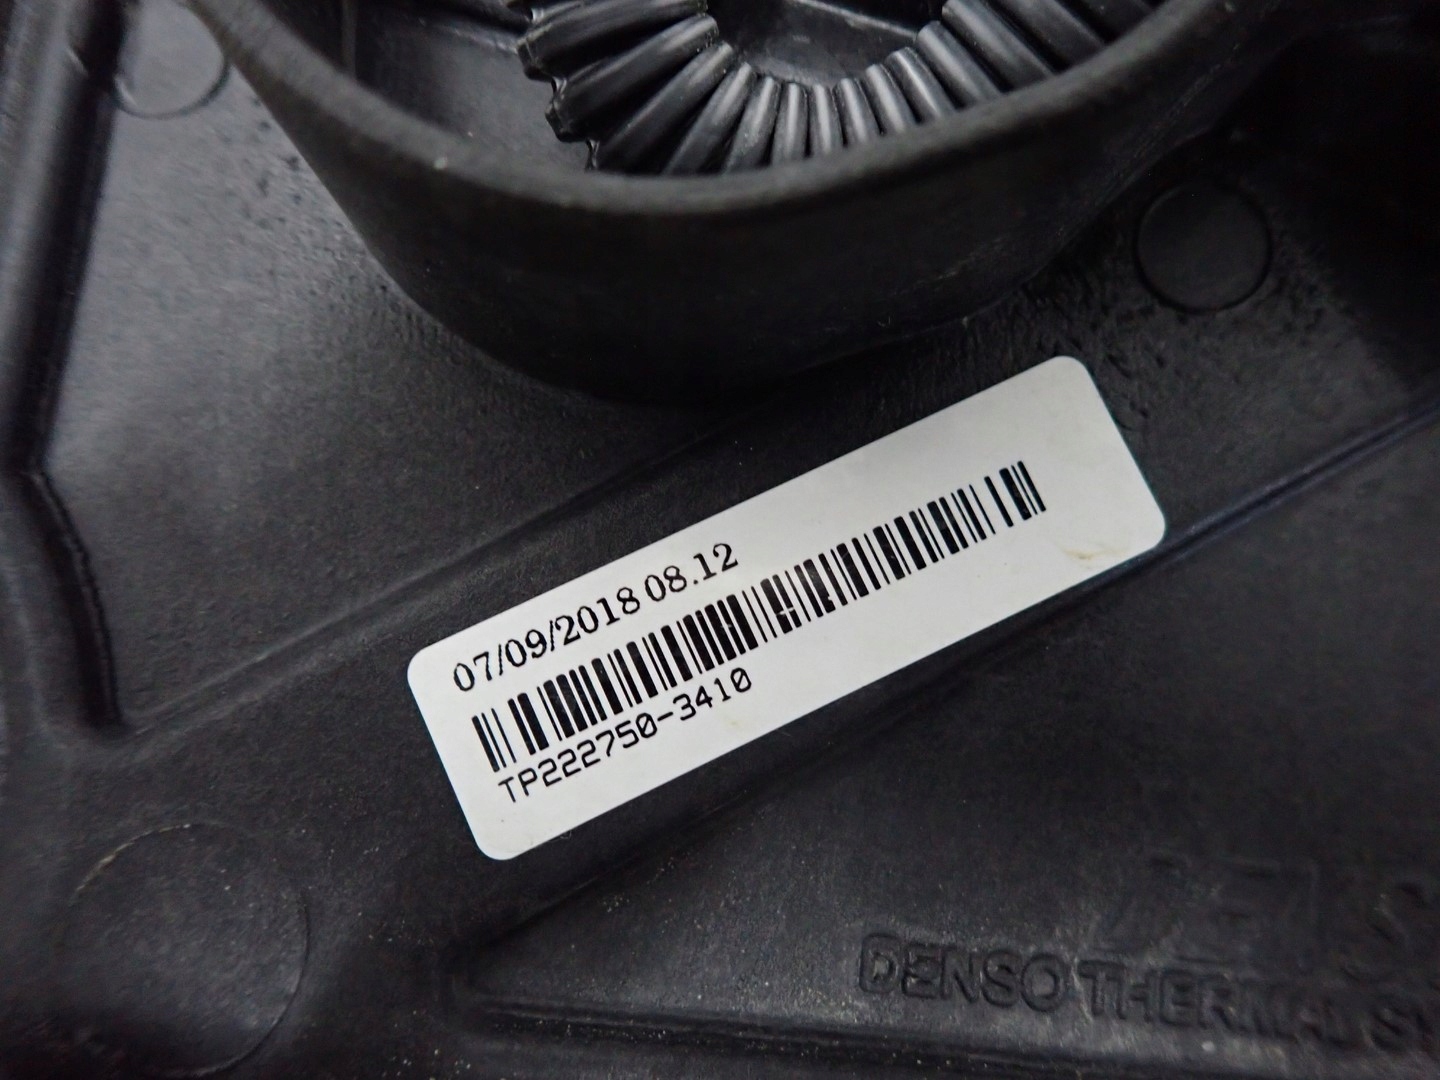 07/09/2018 08.12
TP222750-3410
DENSO THERMAL